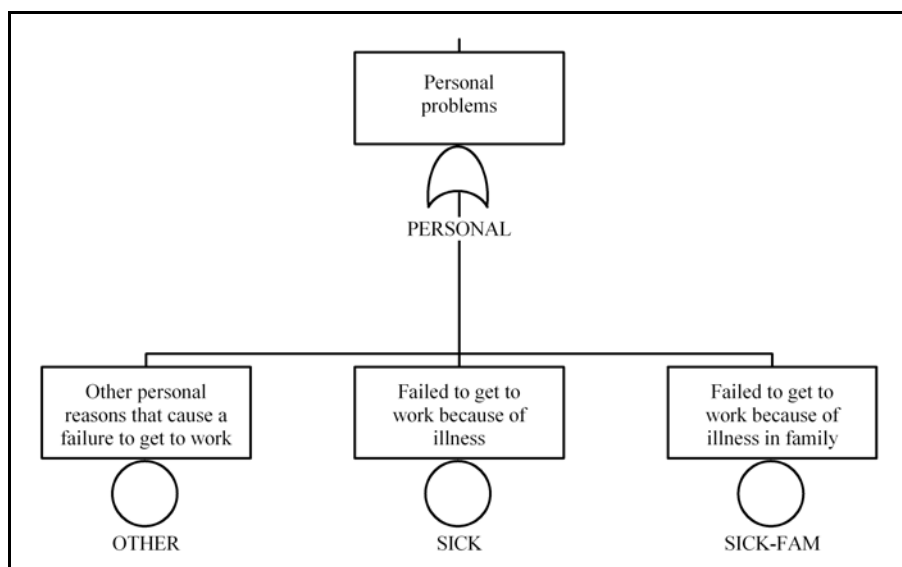 Personal
problems
PERSONAL
Other personal
reasons that cause a
failure to get to work
Failed to get to
work because of
illness
Failed to get to
work because of
illness in family
OTHER
SICK
SICK-FAM